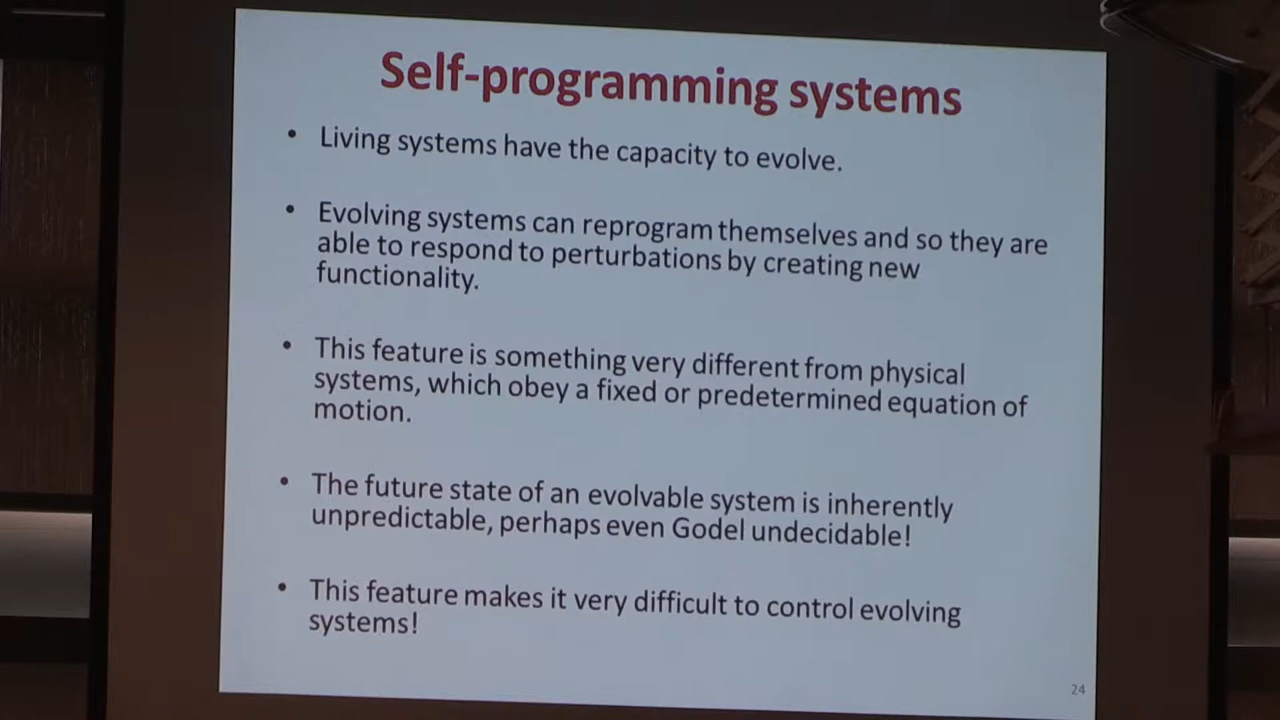 Self-programming systems
• Living systems have the capacity to evolve.
• Evolving systems can reprogram themselves and so they are
able to respond to perturbations by creating new
functionality.
• This feature is something very different from physical
systems, which obey a fixed or predetermined equation of
motion.
• The future state of an evolvable system is inherently
unpredictable, perhaps even Godel undecidable!
• This feature makes it very difficult to control evolving
systems!
24